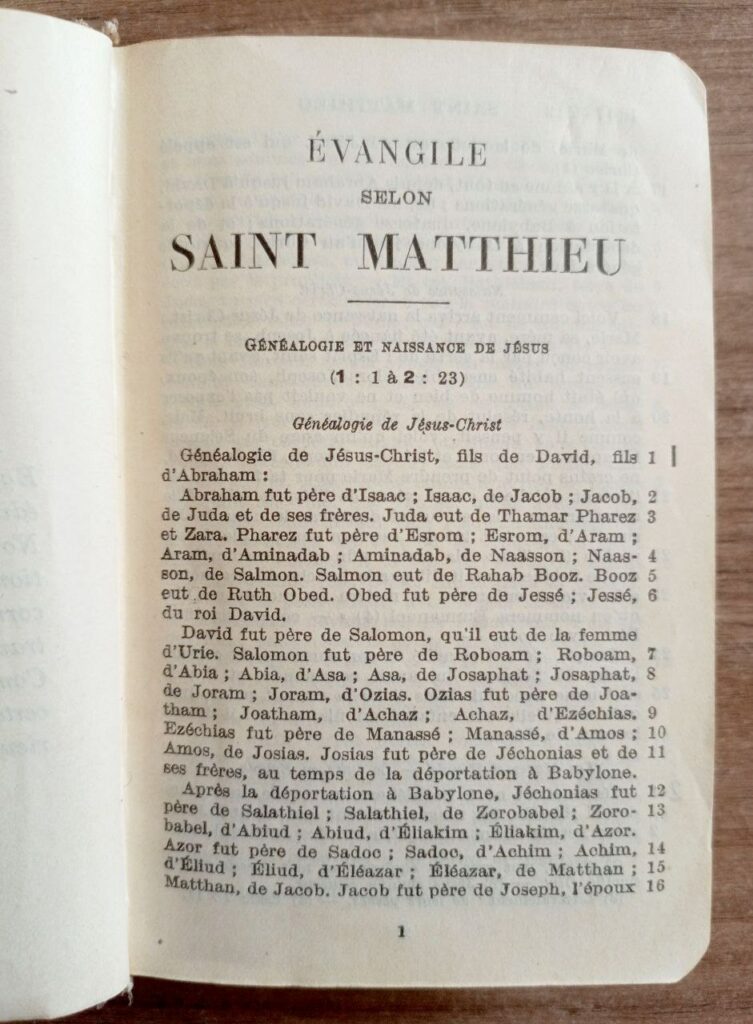 ÉVANGILE
SELON
SAINT MATTHIEU
GÉNÉALOGIE ET NAISSANCE DE JÉSUS
(1 : 1 à 2 : 23)
Généalogie de Jésus-Christ
Généalogie de Jésus-Christ, fils de David, fils 1
d'Abraham :
Abraham fut père d'Isaac ; Isaac, de Jacob ; Jacob, 2
de Juda et de ses frères. Juda eut de Thamar Pharez 3
et Zara. Pharez fut père d'Esrom ; Esrom, d'Aram ;
Aram, d'Aminadab ; Aminadab, de Naasson ; Naas- 4
son, de Salmon. Salmon eut de Rahab Booz. Booz 5
eut de Ruth Obed. Obed fut père de Jessé ; Jessé, 6
du roi David.
David fut père de Salomon, qu'il eut de la femme
d'Urie. Salomon fut père de Roboam ; Roboam, 7
d'Abia ; Abia, d'Asa ; Asa, de Josaphat ; Josaphat, 8
de Joram ; Joram, d'Ozias. Ozias fut père de Joa-
tham ; Joatham, d'Achaz ; Achaz, d'Ezéchias. 9
Ezéchias fut père de Manassé ; Manassé, d'Amos ; 10
Amos, de Josias. Josias fut père de Jéchonias et de 11
ses frères, au temps de la déportation à Babylone.
Après la déportation à Babylone, Jéchonias fut 12
père de Salathiel ; Salathiel, de Zorobabel ; Zoro- 13
babel, d'Abiud ; Abiud, d'Éliakim ; Éliakim, d'Azor.
Azor fut père de Sadoc ; Sadoc, d'Achim ; Achim, 14
d'Éliud ; Éliud, d'Éléazar ; Éléazar, de Matthan ; 15
Matthan, de Jacob. Jacob fut père de Joseph, l'époux 16
1